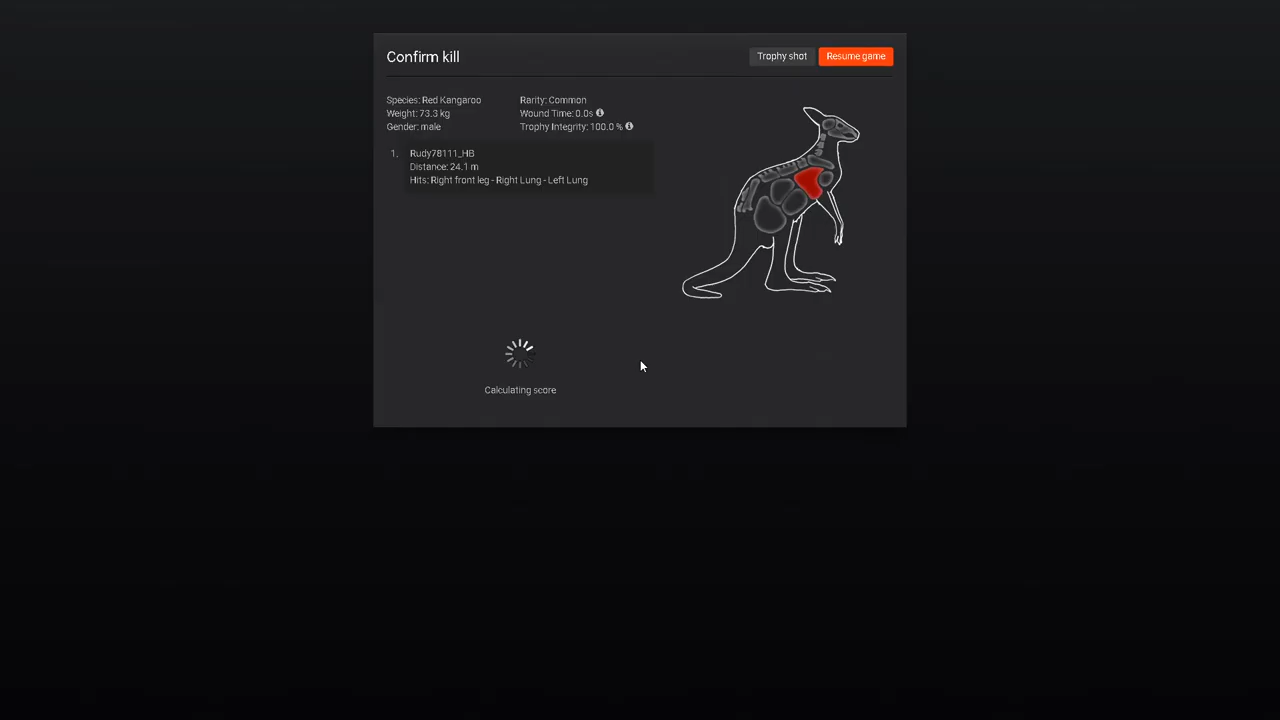 Confirm kill
Trophy shot
Resume game
Species: Red Kangaroo
Rarity: Common
Weight: 73.3 kg
Wound Time: 0.0s
Gender: male
Trophy Integrity: 100.0 %
1. Rudy78111_HB
Distance: 24.1 m
Hits: Right front leg - Right Lung - Left Lung
Calculating score